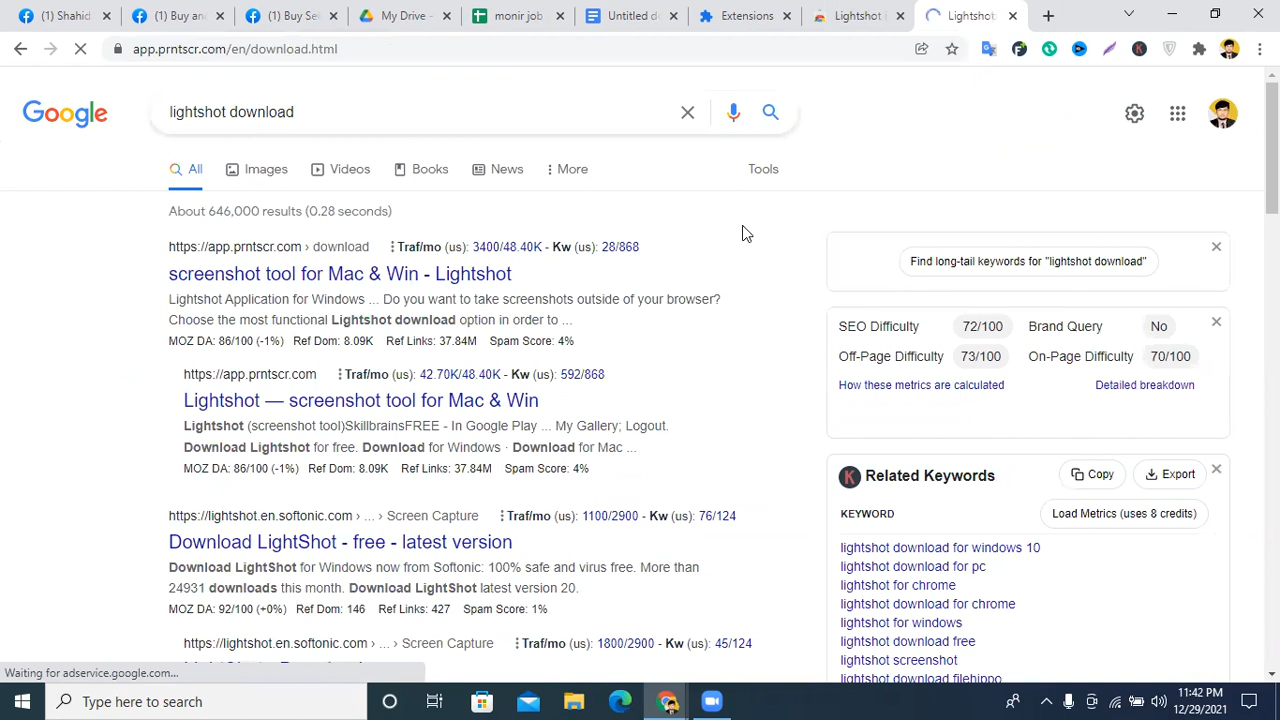 (1) Shahid
(1) Buy an
(1) Buy Se
My Drive -
monir job
Untitled d
Extensions
Lightshot
Lightshot
app.prntscr.com/en/download.html
Google
lightshot download
All
Images
Videos
Books
News
More
Tools
About 646,000 results (0.28 seconds)
https://app.prntscr.com › download
Traf/mo (us): 3400/48.40K - Kw (us): 28/868
screenshot tool for Mac & Win - Lightshot
Lightshot Application for Windows ... Do you want to take screenshots outside of your browser?
Choose the most functional Lightshot download option in order to ...
MOZ DA: 86/100 (-1%) Ref Dom: 8.09K Ref Links: 37.84M Spam Score: 4%
https://app.prntscr.com
Traf/mo (us): 42.70K/48.40K - Kw (us): 592/868
Lightshot — screenshot tool for Mac & Win
Lightshot (screenshot tool)SkillbrainsFREE - In Google Play ... My Gallery; Logout.
Download Lightshot for free. Download for Windows · Download for Mac ...
MOZ DA: 86/100 (-1%) Ref Dom: 8.09K Ref Links: 37.84M Spam Score: 4%
https://lightshot.en.softonic.com › ... › Screen Capture
Traf/mo (us): 1100/2900 - Kw (us): 76/124
Download LightShot - free - latest version
Download LightShot for Windows now from Softonic: 100% safe and virus free. More than
24931 downloads this month. Download LightShot latest version 20.
MOZ DA: 92/100 (+0%) Ref Dom: 146 Ref Links: 427 Spam Score: 1%
https://lightshot.en.softonic.com › ... › Screen Capture
Traf/mo (us): 1800/2900 - Kw (us): 45/124
Find long-tail keywords for "lightshot download"
SEO Difficulty 72/100 Brand Query No
Off-Page Difficulty 73/100 On-Page Difficulty 70/100
How these metrics are calculated
Detailed breakdown
Related Keywords
Copy
Export
KEYWORD
Load Metrics (uses 8 credits)
lightshot download for windows 10
lightshot download for pc
lightshot for chrome
lightshot download for chrome
lightshot for windows
lightshot download free
lightshot screenshot
lightshot download filehippo
Waiting for adservice.google.com...
Type here to search
11:42 PM
12/29/2021